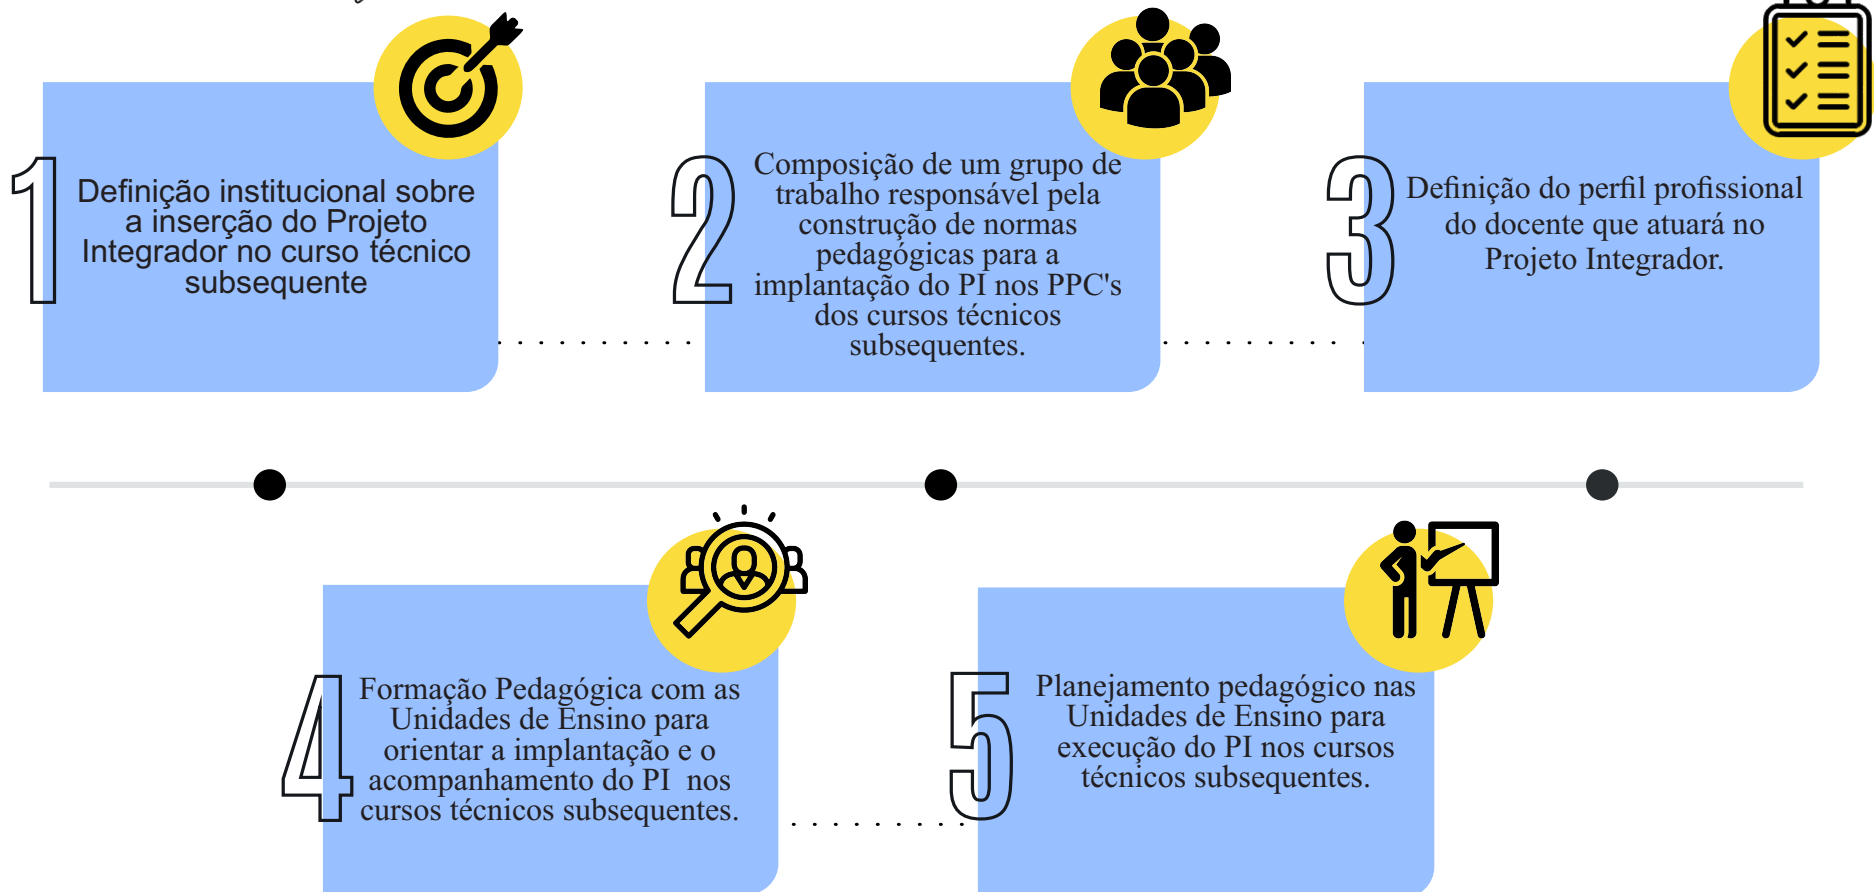 1
Definição institucional sobre
a inserção do Projeto
Integrador no curso técnico
subsequente
2
Composição de um grupo de
trabalho responsável pela
construção de normas
pedagógicas para a
implantação do PI nos PPC's
dos cursos técnicos
subsequentes.
3
Definição do perfil profissional
do docente que atuará no
Projeto Integrador.
4
Formação Pedagógica com as
Unidades de Ensino para
orientar a implantação e o
acompanhamento do PI nos
cursos técnicos subsequentes.
5
Planejamento pedagógico nas
Unidades de Ensino para
execução do PI nos cursos
técnicos subsequentes.